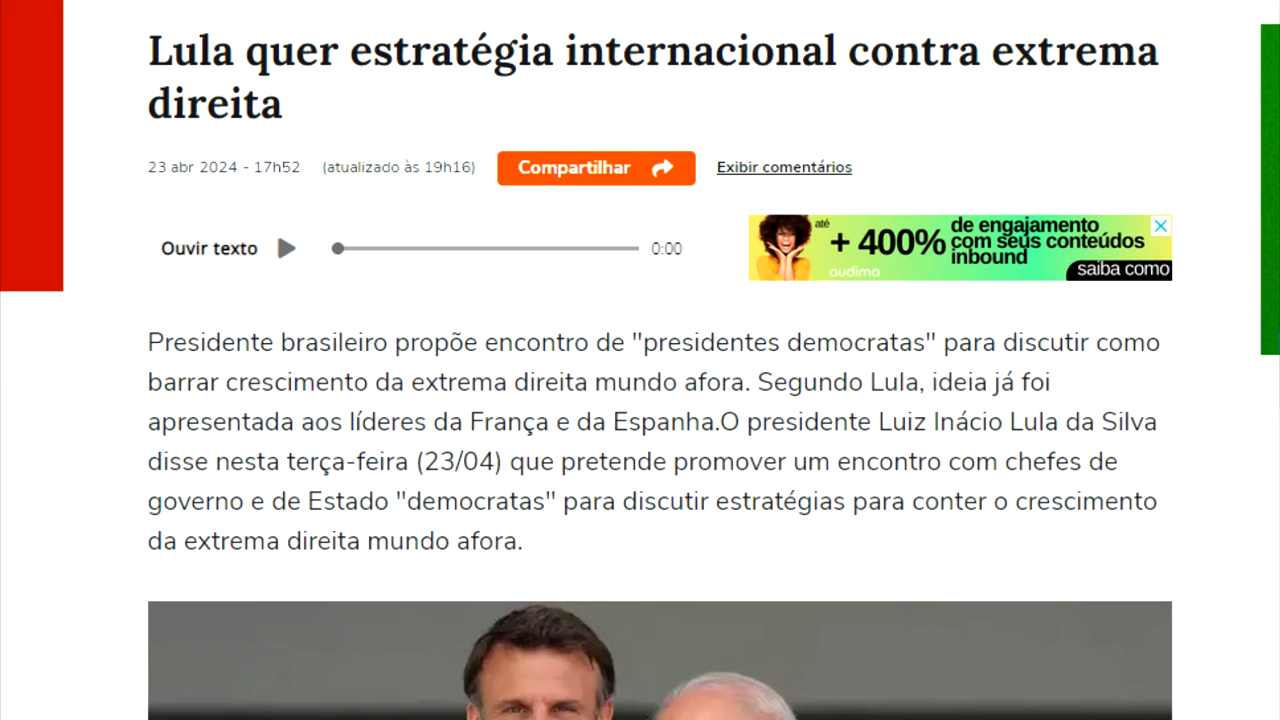 Lula quer estratégia internacional contra extrema
direita
23 abr 2024 - 17h52 (atualizado às 19h16) Compartilhar Exibir comentários
Ouvir texto 0:00
até + 400% de engajamento
com seus conteúdos
inbound
audima saiba como
Presidente brasileiro propõe encontro de "presidentes democratas" para discutir como
barrar crescimento da extrema direita mundo afora. Segundo Lula, ideia já foi
apresentada aos líderes da França e da Espanha.O presidente Luiz Inácio Lula da Silva
disse nesta terça-feira (23/04) que pretende promover um encontro com chefes de
governo e de Estado "democratas" para discutir estratégias para conter o crescimento
da extrema direita mundo afora.